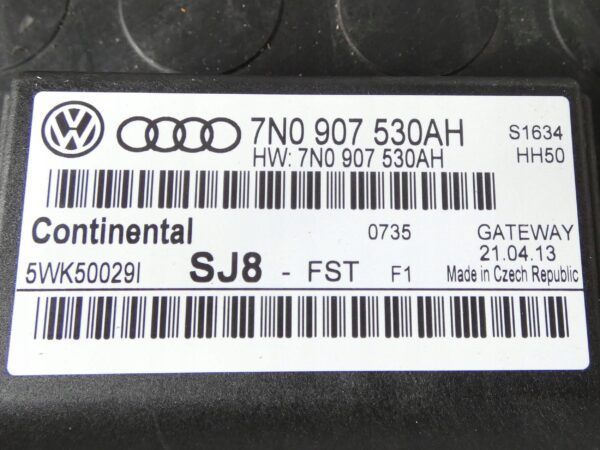 7N0 907 530AH S1634
HW: 7N0 907 530AH HH50
Continental 0735 GATEWAY
21.04.13
5WK50029I SJ8 - FST F1 Made in Czech Republic